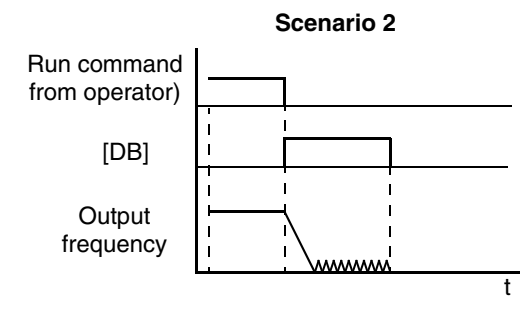 Scenario 2
Run command
from operator)
[DB]
Output
frequency
t